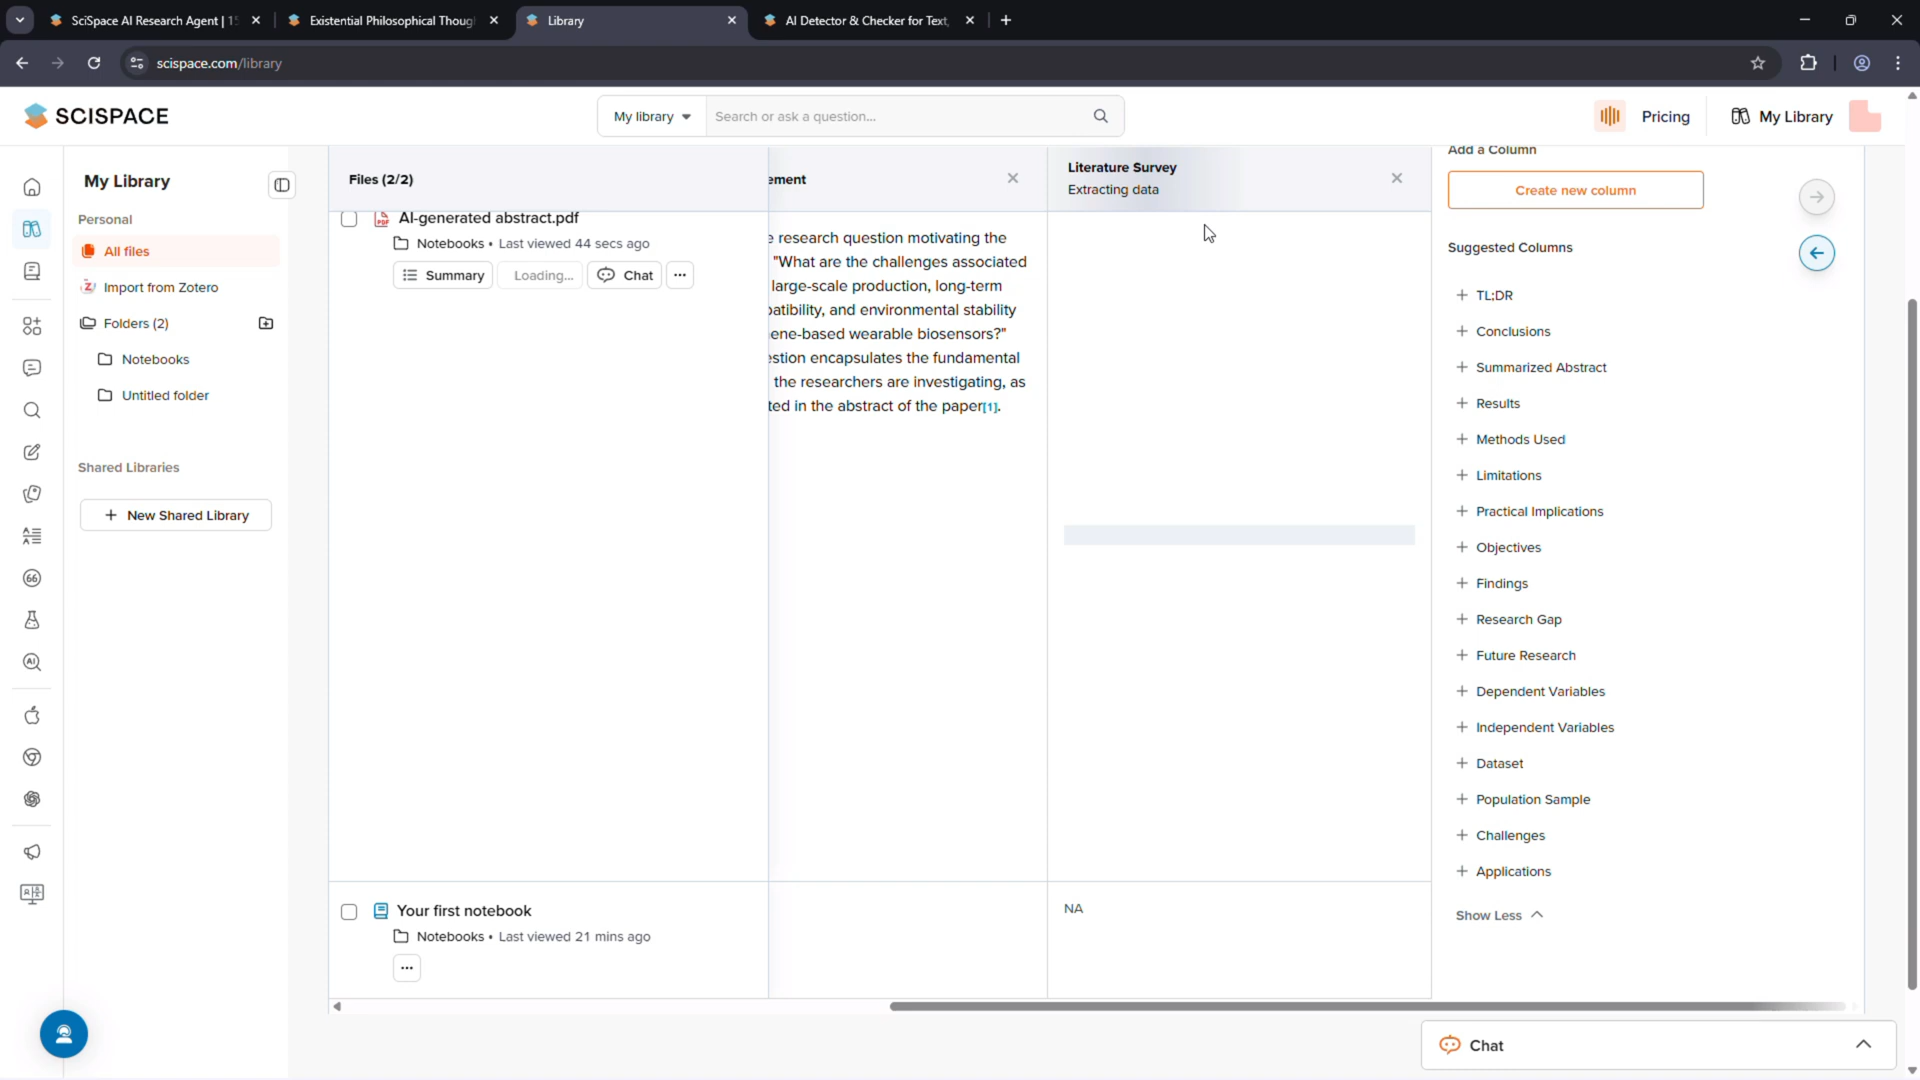 SciSpace AI Research Agent | 15
Existential Philosophical Thoug
Library
AI Detector & Checker for Text,
scispace.com/library
SCISPACE
My library
Search or ask a question...
Pricing
My Library
My Library
Personal
All files
Import from Zotero
Folders (2)
Notebooks
Untitled folder
Shared Libraries
New Shared Library
Files (2/2)
ement
Literature Survey
Extracting data
AI-generated abstract.pdf
Notebooks • Last viewed 44 secs ago
Summary
Loading...
Chat
e research question motivating the
"What are the challenges associated
large-scale production, long-term
patibility, and environmental stability
ene-based wearable biosensors?"
estion encapsulates the fundamental
the researchers are investigating, as
ted in the abstract of the paper[1].
Your first notebook
Notebooks • Last viewed 21 mins ago
NA
Add a Column
Create new column
Suggested Columns
TL;DR
Conclusions
Summarized Abstract
Results
Methods Used
Limitations
Practical Implications
Objectives
Findings
Research Gap
Future Research
Dependent Variables
Independent Variables
Dataset
Population Sample
Challenges
Applications
Show Less
Chat